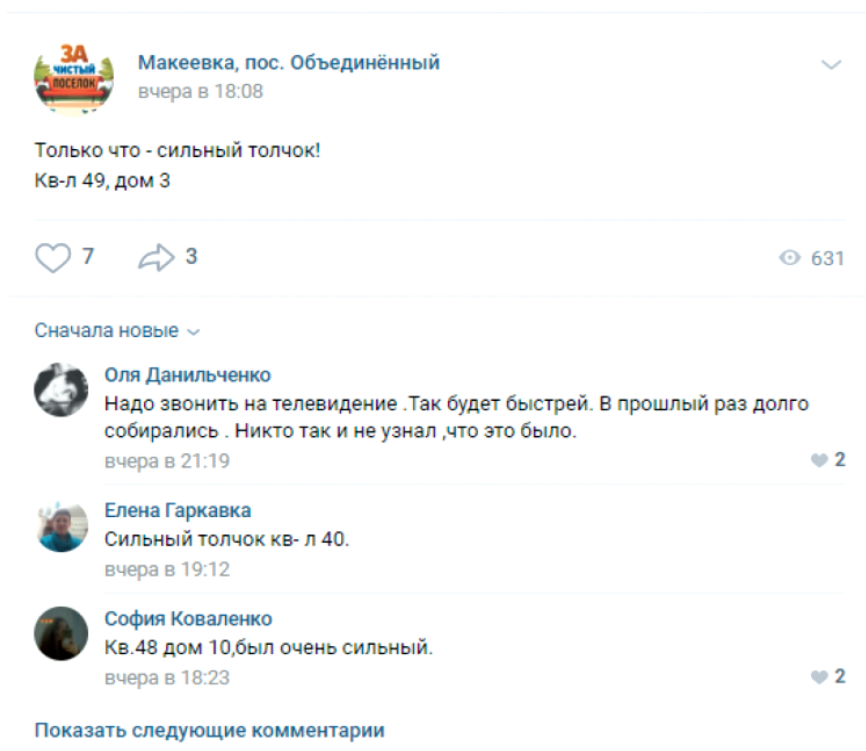 ЗА
ЧИСТЫЙ
ПОСЕЛОК
Макеевка, пос. Объединённый
вчера в 18:08
Только что - сильный толчок!
Кв-л 49, дом 3
7 3 631
Сначала новые
Оля Данильченко
Надо звонить на телевидение .Так будет быстрей. В прошлый раз долго
собирались . Никто так и не узнал ,что это было.
вчера в 21:19 2
Елена Гаркавка
Сильный толчок кв- л 40.
вчера в 19:12
София Коваленко
Кв.48 дом 10,был очень сильный.
вчера в 18:23 2
Показать следующие комментарии